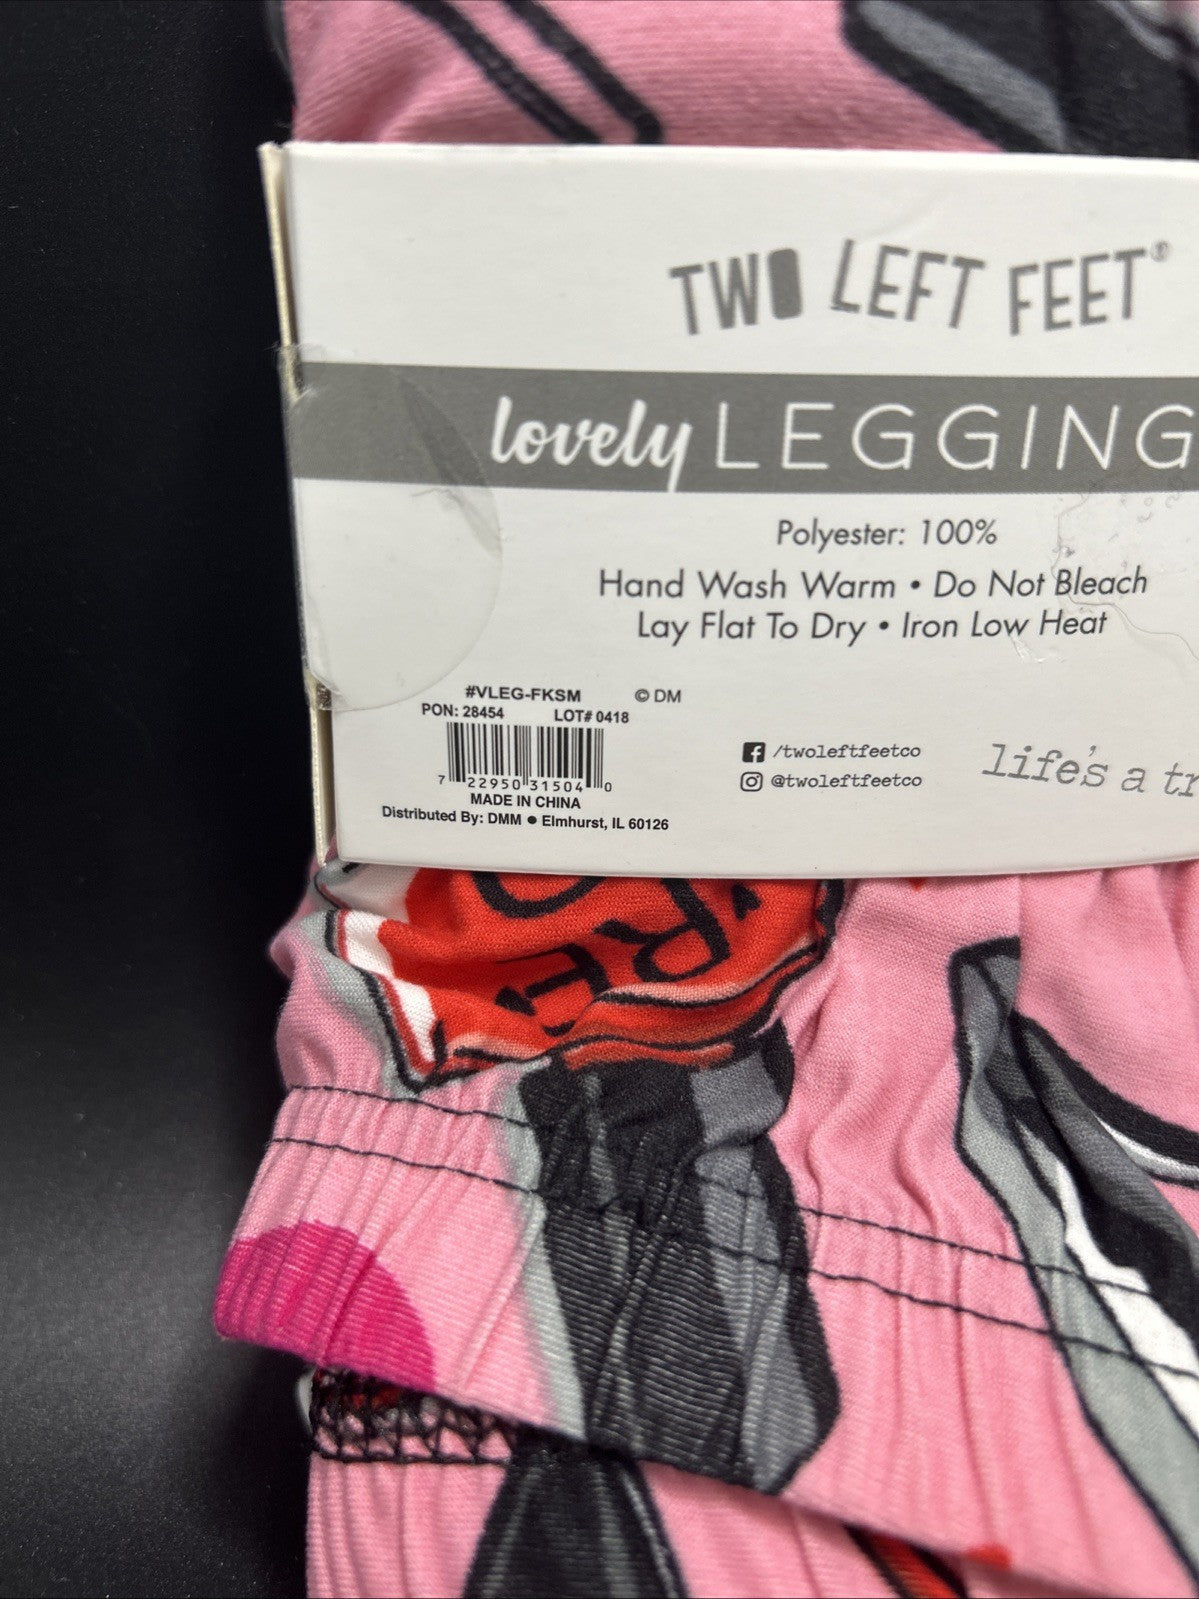 TWO LEFT FEET®
lovely LEGGING
Polyester: 100%
Hand Wash Warm • Do Not Bleach
Lay Flat To Dry • Iron Low Heat
#VLEG-FKSM © DM
PON: 28454 LOT# 0418
7 22950 31504 0
MADE IN CHINA
Distributed By: DMM ● Elmhurst, IL 60126
/twoleftfeetco
@twoleftfeetco
life's a tr